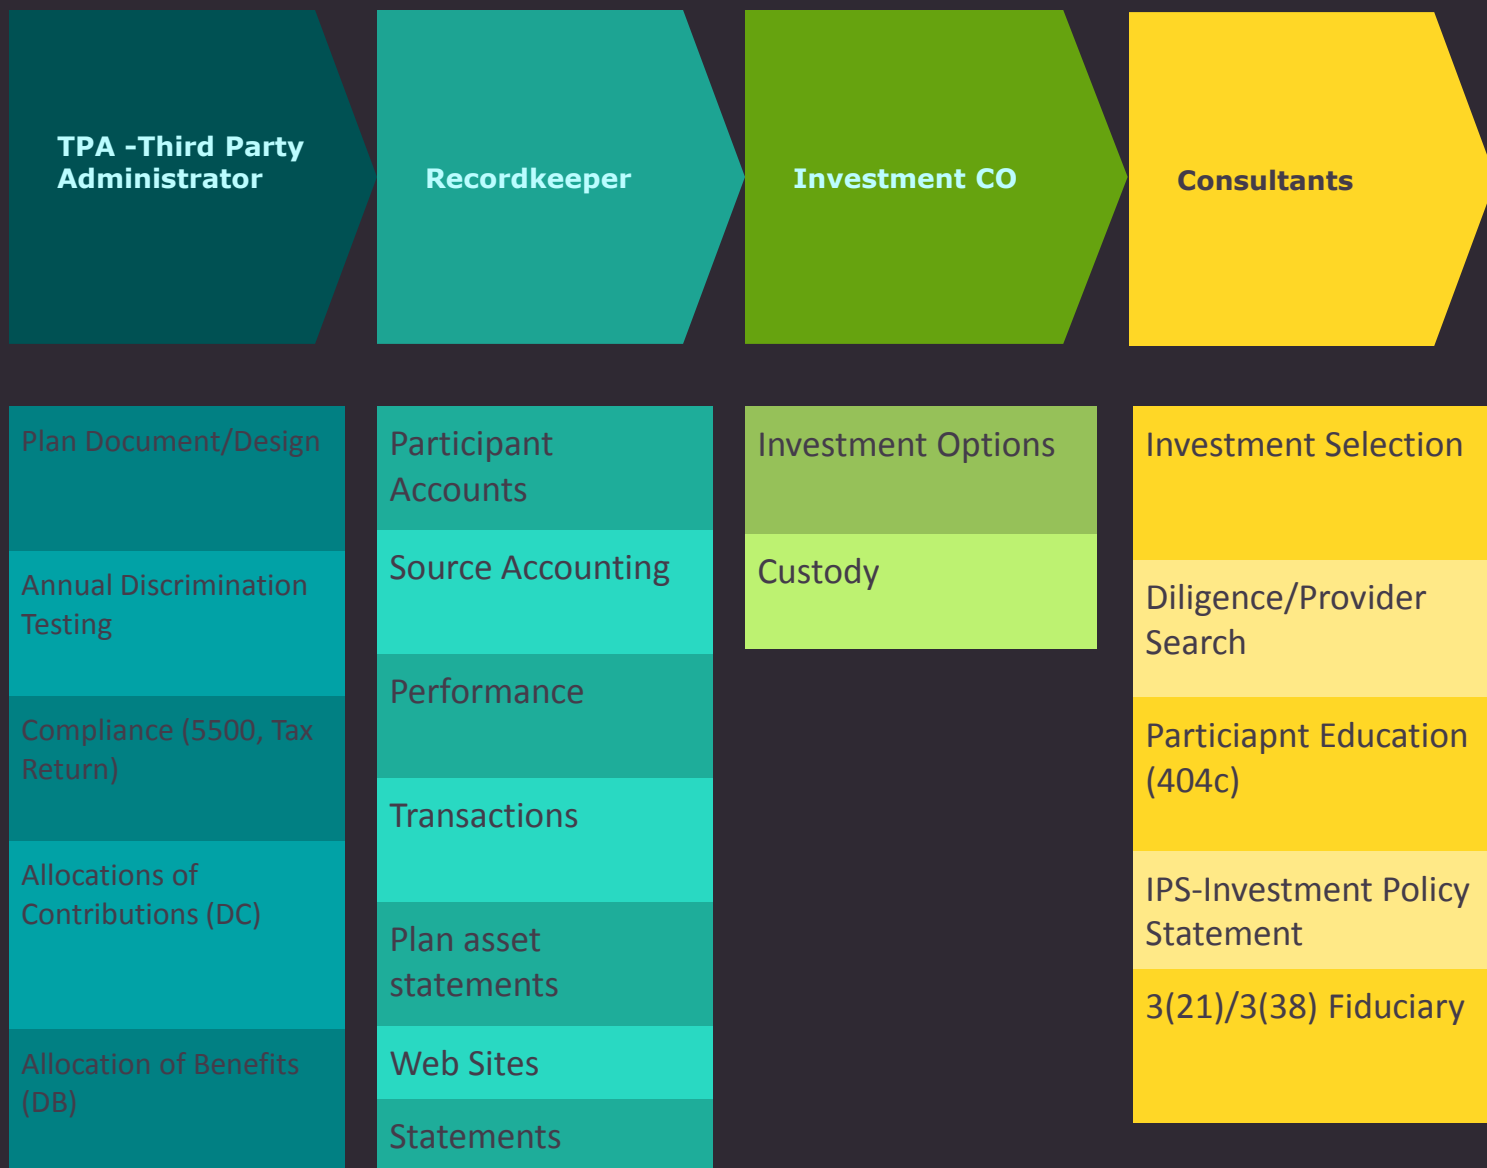 TPA -Third Party
Administrator
Recordkeeper
Investment CO
Consultants
Plan Document/Design
Annual Discrimination
Testing
Compliance (5500, Tax
Return)
Allocations of
Contributions (DC)
Allocation of Benefits
(DB)
Participant
Accounts
Source Accounting
Performance
Transactions
Plan asset
statements
Web Sites
Statements
Investment Options
Custody
Investment Selection
Diligence/Provider
Search
Particiapnt Education
(404c)
IPS-Investment Policy
Statement
3(21)/3(38) Fiduciary